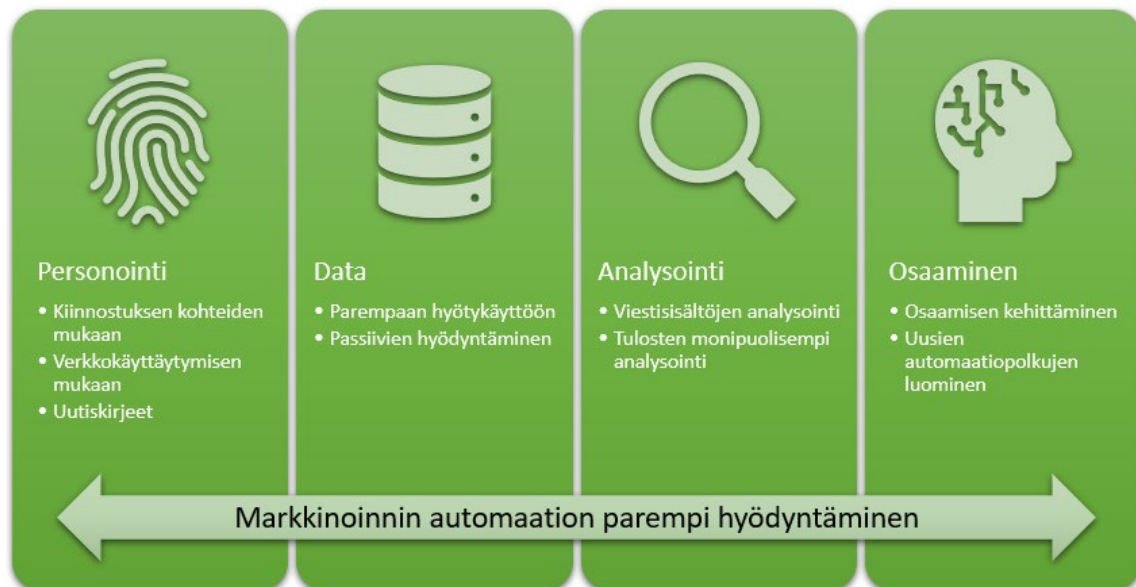 Personointi
• Kiinnostuksen kohteiden
mukaan
• Verkkokäyttäytymisen
mukaan
• Uutiskirjeet
Data
• Parempaan hyötykäyttöön
• Passiivien hyödyntäminen
Analysointi
• Viestisisältöjen analysointi
• Tulosten monipuolisempi
analysointi
Osaaminen
• Osaamisen kehittäminen
• Uusien
automaatiopolkujen
luominen
Markkinoinnin automaation parempi hyödyntäminen